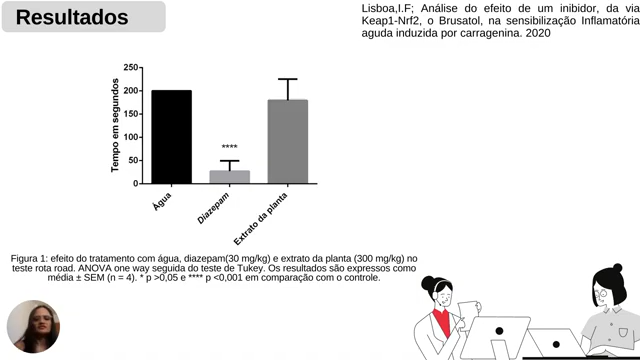 Resultados
Lisboa,I.F; Análise do efeito de um inibidor, da via
Keap1-Nrf2, o Brusatol, na sensibilização Inflamatória
aguda induzida por carragenina. 2020
Tempo em segundos
250
200
150
100
50
0
****
Água
Diazepam
Extrato da planta
Figura 1: efeito do tratamento com água, diazepam(30 mg/kg) e extrato da planta (300 mg/kg) no
teste rota road. ANOVA one way seguida do teste de Tukey. Os resultados são expressos como
média ± SEM (n = 4). * p >0,05 e **** p <0,001 em comparação com o controle.